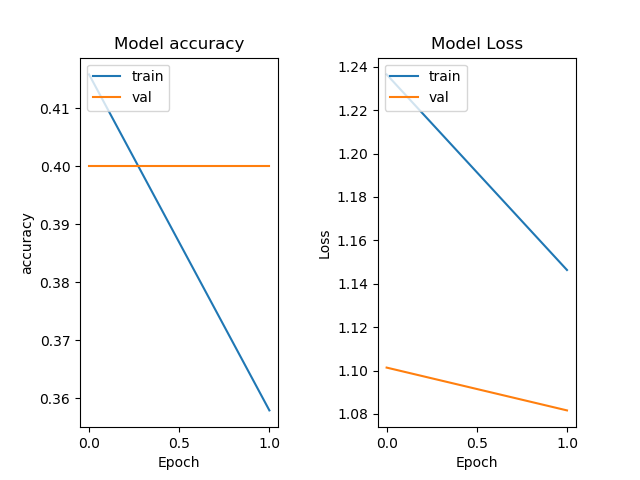 Model accuracy
train
val
0.41
0.40
0.39
0.38
0.37
0.36
accuracy
0.0
0.5
1.0
Epoch
Model Loss
train
val
1.24
1.22
1.20
1.18
1.16
1.14
1.12
1.10
1.08
Loss
0.0
0.5
1.0
Epoch